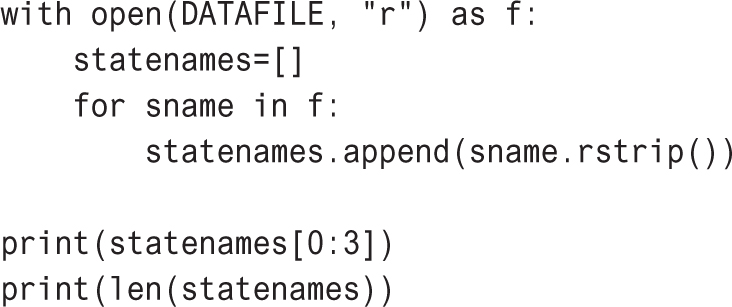 with open(DATAFILE, "r") as f:
    statenames=[]
    for sname in f:
        statenames.append(sname.rstrip())

print(statenames[0:3])
print(len(statenames))